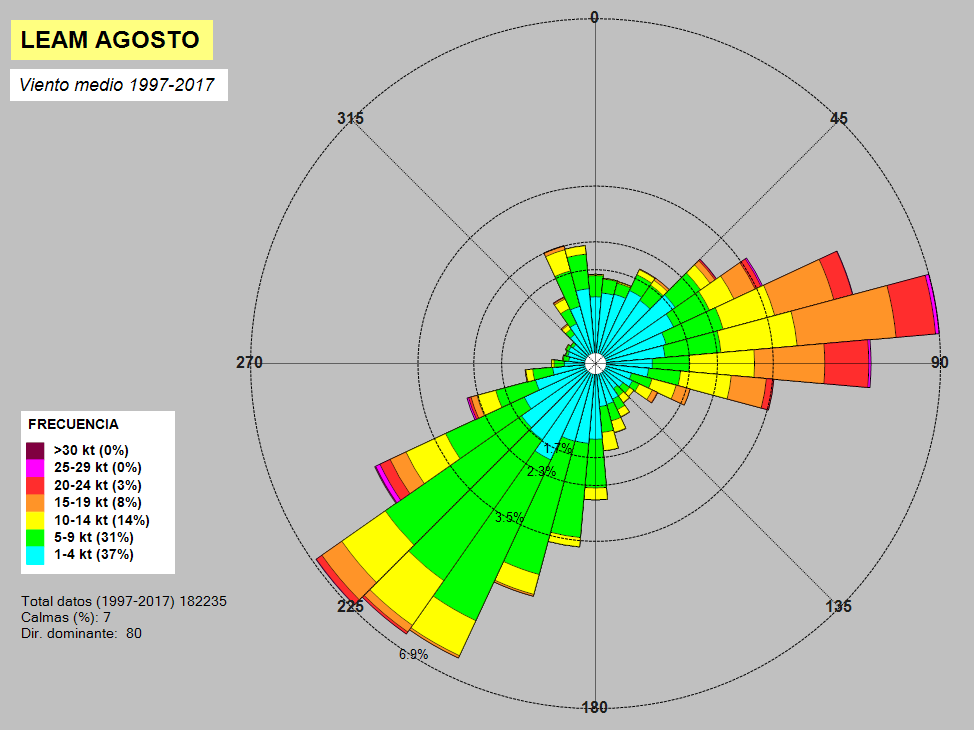 LEAM AGOSTO
Viento medio 1997-2017
0
45
90
135
180
225
270
315
1.7%
2.3%
3.5%
6.9%
FRECUENCIA
>30 kt (0%)
25-29 kt (0%)
20-24 kt (3%)
15-19 kt (8%)
10-14 kt (14%)
5-9 kt (31%)
1-4 kt (37%)
Total datos (1997-2017) 182235
Calmas (%): 7
Dir. dominante: 80